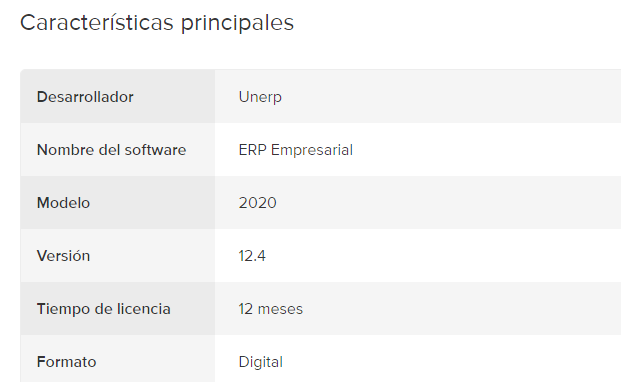 Características principales
Desarrollador Unerp
Nombre del software ERP Empresarial
Modelo 2020
Versión 12.4
Tiempo de licencia 12 meses
Formato Digital